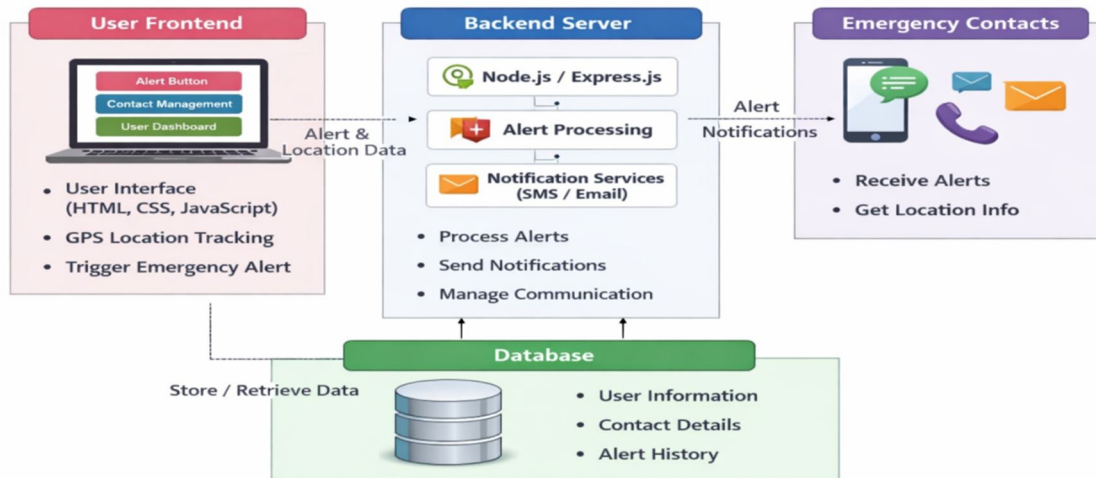 User Frontend
Alert Button
Contact Management
User Dashboard
• User Interface
(HTML, CSS, JavaScript)
• GPS Location Tracking
• Trigger Emergency Alert
Alert &
Location Data
Backend Server
Node.js / Express.js
Alert Processing
Notification Services
(SMS / Email)
• Process Alerts
• Send Notifications
• Manage Communication
Alert
Notifications
Emergency Contacts
• Receive Alerts
• Get Location Info
Store / Retrieve Data
Database
• User Information
• Contact Details
• Alert History